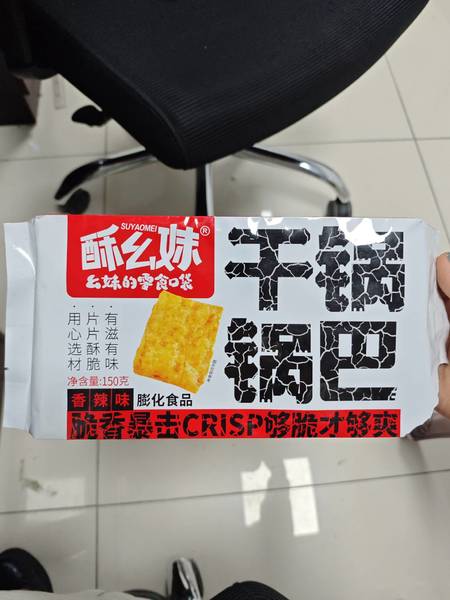 SUYAOMEI
酥幺妹®
幺妹的零食口袋
干锅
锅巴
用心选材
片片酥脆
有滋有味
净含量:150克
香辣味 膨化食品
脆脊暴击CRISP够脆才够爽